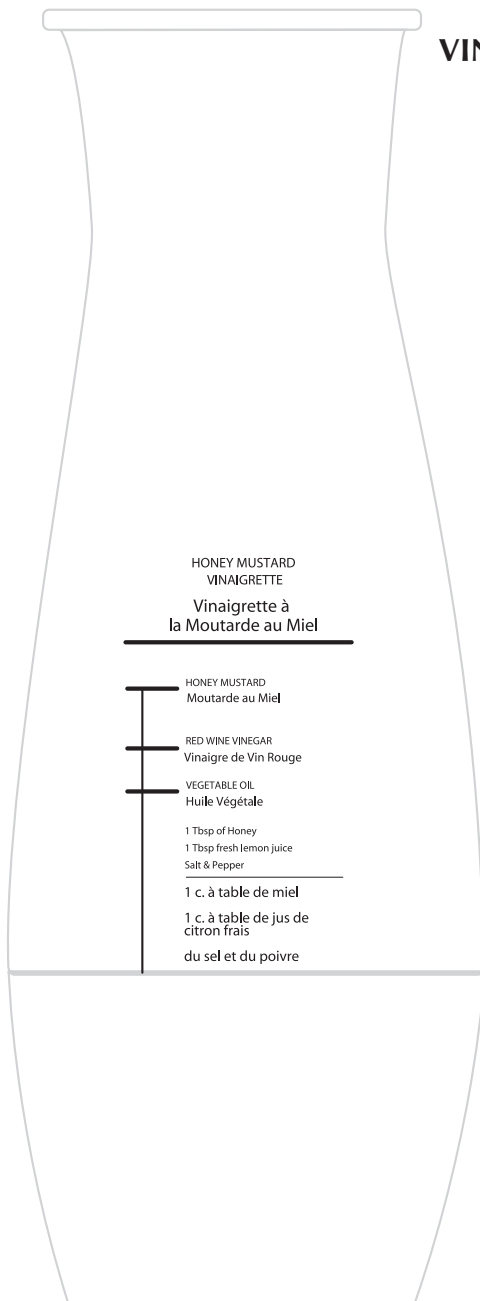 VIN
HONEY MUSTARD
VINAIGRETTE
Vinaigrette à
la Moutarde au Miel
HONEY MUSTARD
Moutarde au Miel
RED WINE VINEGAR
Vinaigre de Vin Rouge
VEGETABLE OIL
Huile Végétale
1 Tbsp of Honey
1 Tbsp fresh lemon juice
Salt & Pepper
1 c. à table de miel
1 c. à table de jus de
citron frais
du sel et du poivre